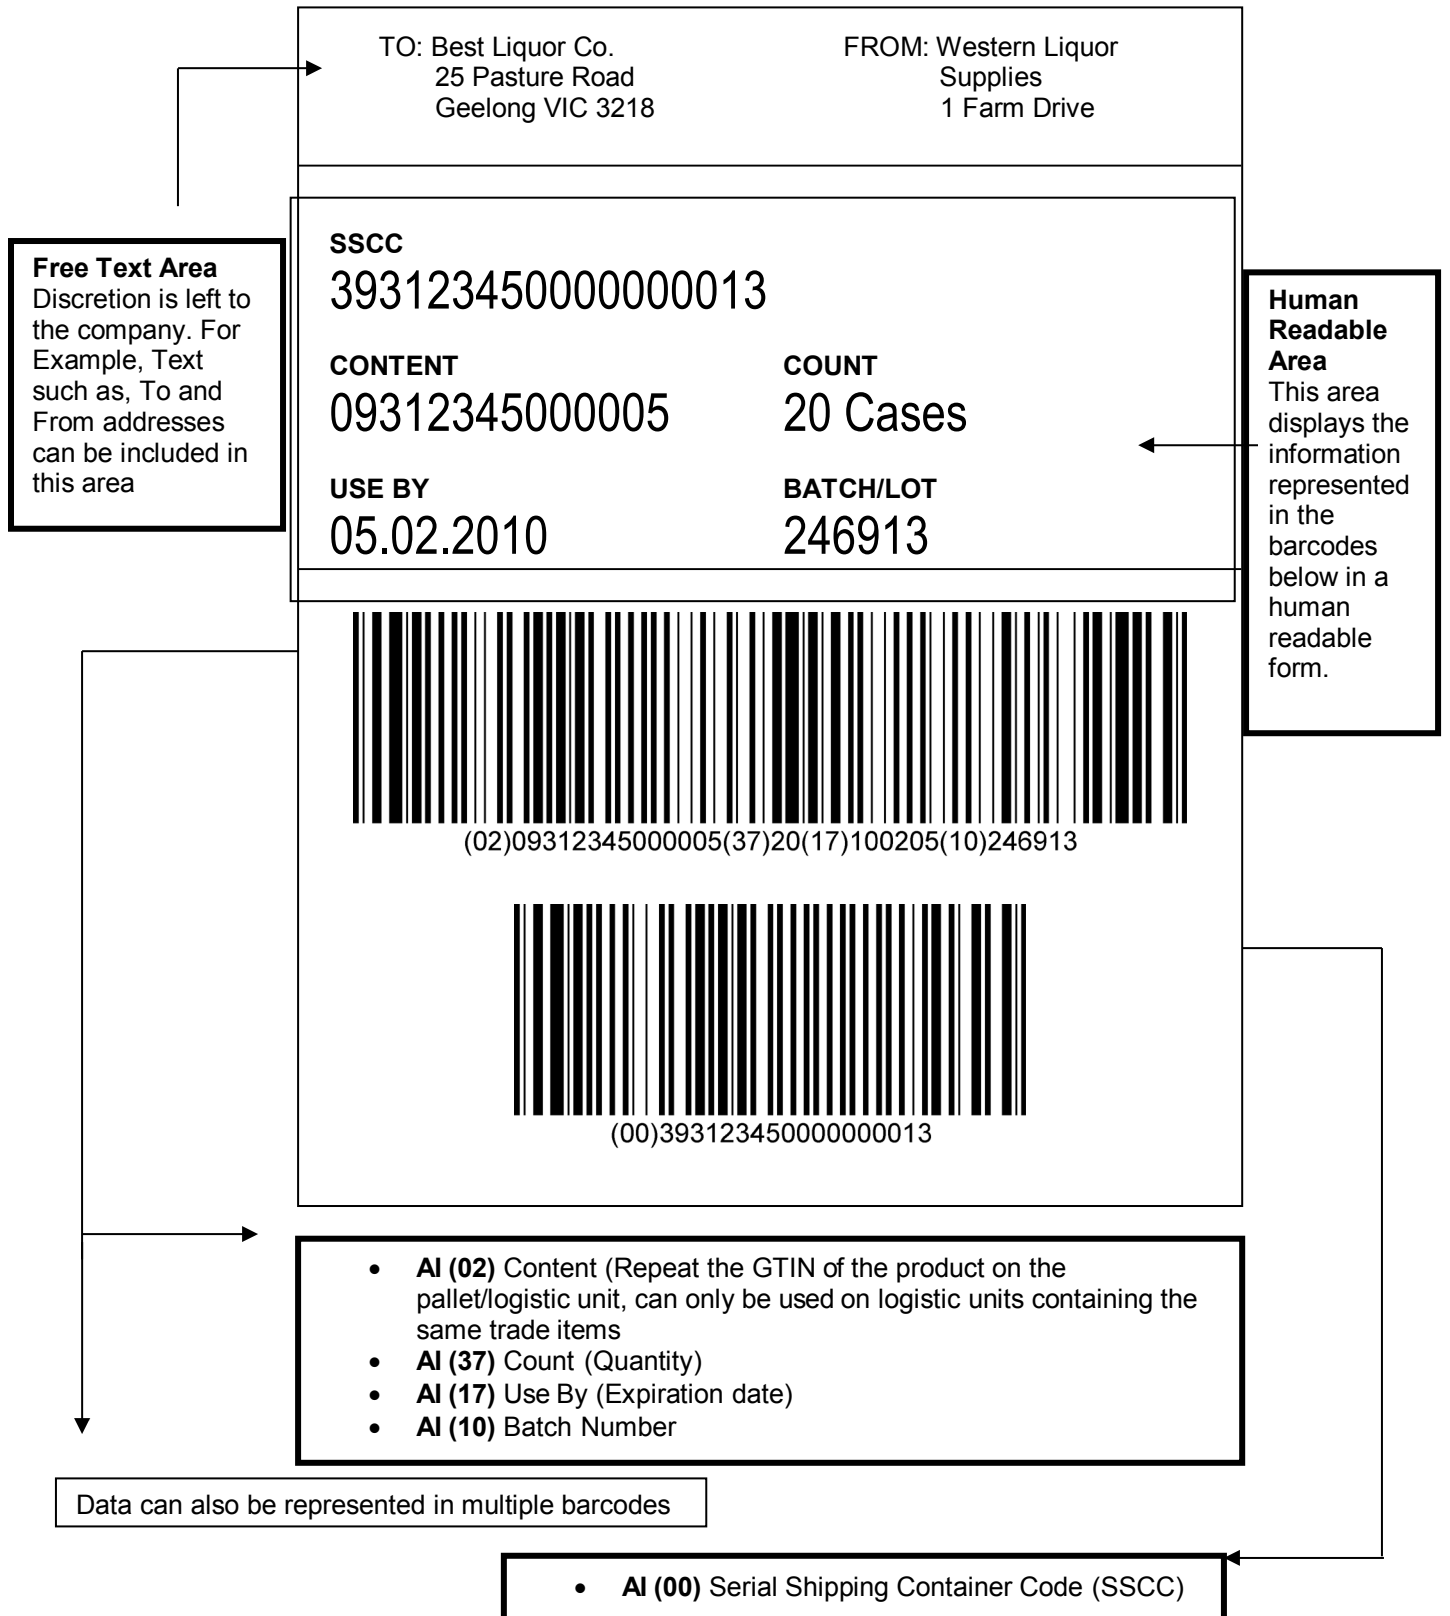 TO: Best Liquor Co.
25 Pasture Road
Geelong VIC 3218
FROM: Western Liquor
Supplies
1 Farm Drive
Free Text Area
Discretion is left to
the company. For
Example, Text
such as, To and
From addresses
can be included in
this area
SSCC
393123450000000013
CONTENT
09312345000005
COUNT
20 Cases
USE BY
05.02.2010
BATCH/LOT
246913
Human
Readable
Area
This area
displays the
information
represented
in the
barcodes
below in a
human
readable
form.
(02)09312345000005(37)20(17)100205(10)246913
(00)393123450000000013
• AI (02) Content (Repeat the GTIN of the product on the
pallet/logistic unit, can only be used on logistic units containing the
same trade items
• AI (37) Count (Quantity)
• AI (17) Use By (Expiration date)
• AI (10) Batch Number
Data can also be represented in multiple barcodes
• AI (00) Serial Shipping Container Code (SSCC)